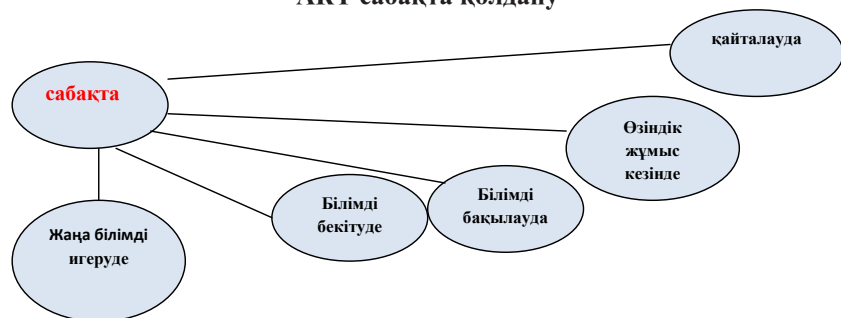 АКТ сабақта қолдану
қайталауда
сабақта
Өзіндік
жұмыс
кезінде
Білімді
бекітуде
Білімді
бақылауда
Жаңа білімді
игеруде